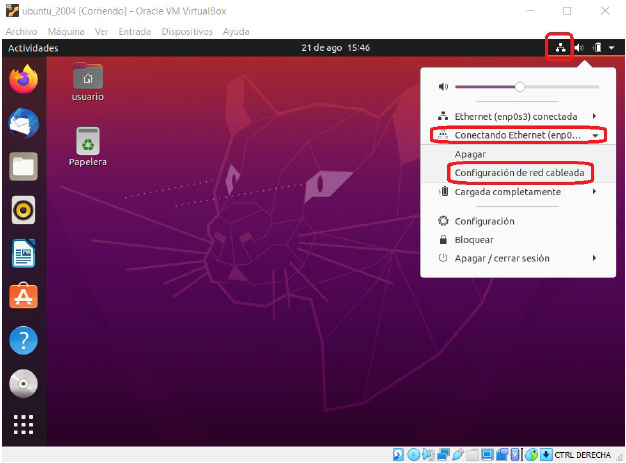 ubuntu_2004 [Corriendo] - Oracle VM VirtualBox
Archivo Máquina Ver Entrada Dispositivos Ayuda
Actividades 21 de ago 15:46
usuario
Papelera
Ethernet (enp0s3) conectada
Conectando Ethernet (enp0...
Apagar
Configuración de red cableada
Cargada completamente
Configuración
Bloquear
Apagar / cerrar sesión
CTRL DERECHA